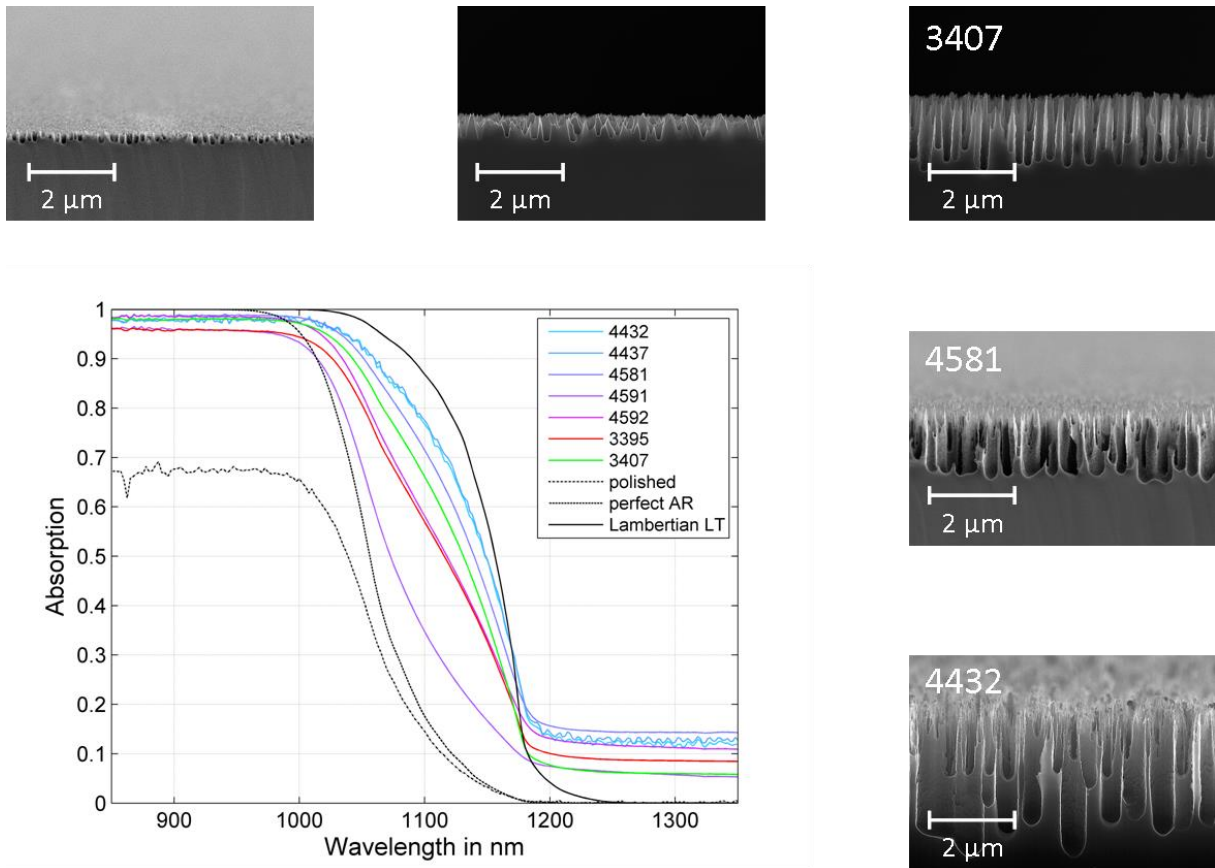 2 µm
2 µm
3407
2 µm
Absorption
1
0.9
0.8
0.7
0.6
0.5
0.4
0.3
0.2
0.1
0
4432
4437
4581
4591
4592
3395
3407
polished
perfect AR
Lambertian LT
900
1000
1100
1200
1300
Wavelength in nm
4581
2 µm
4432
2 µm